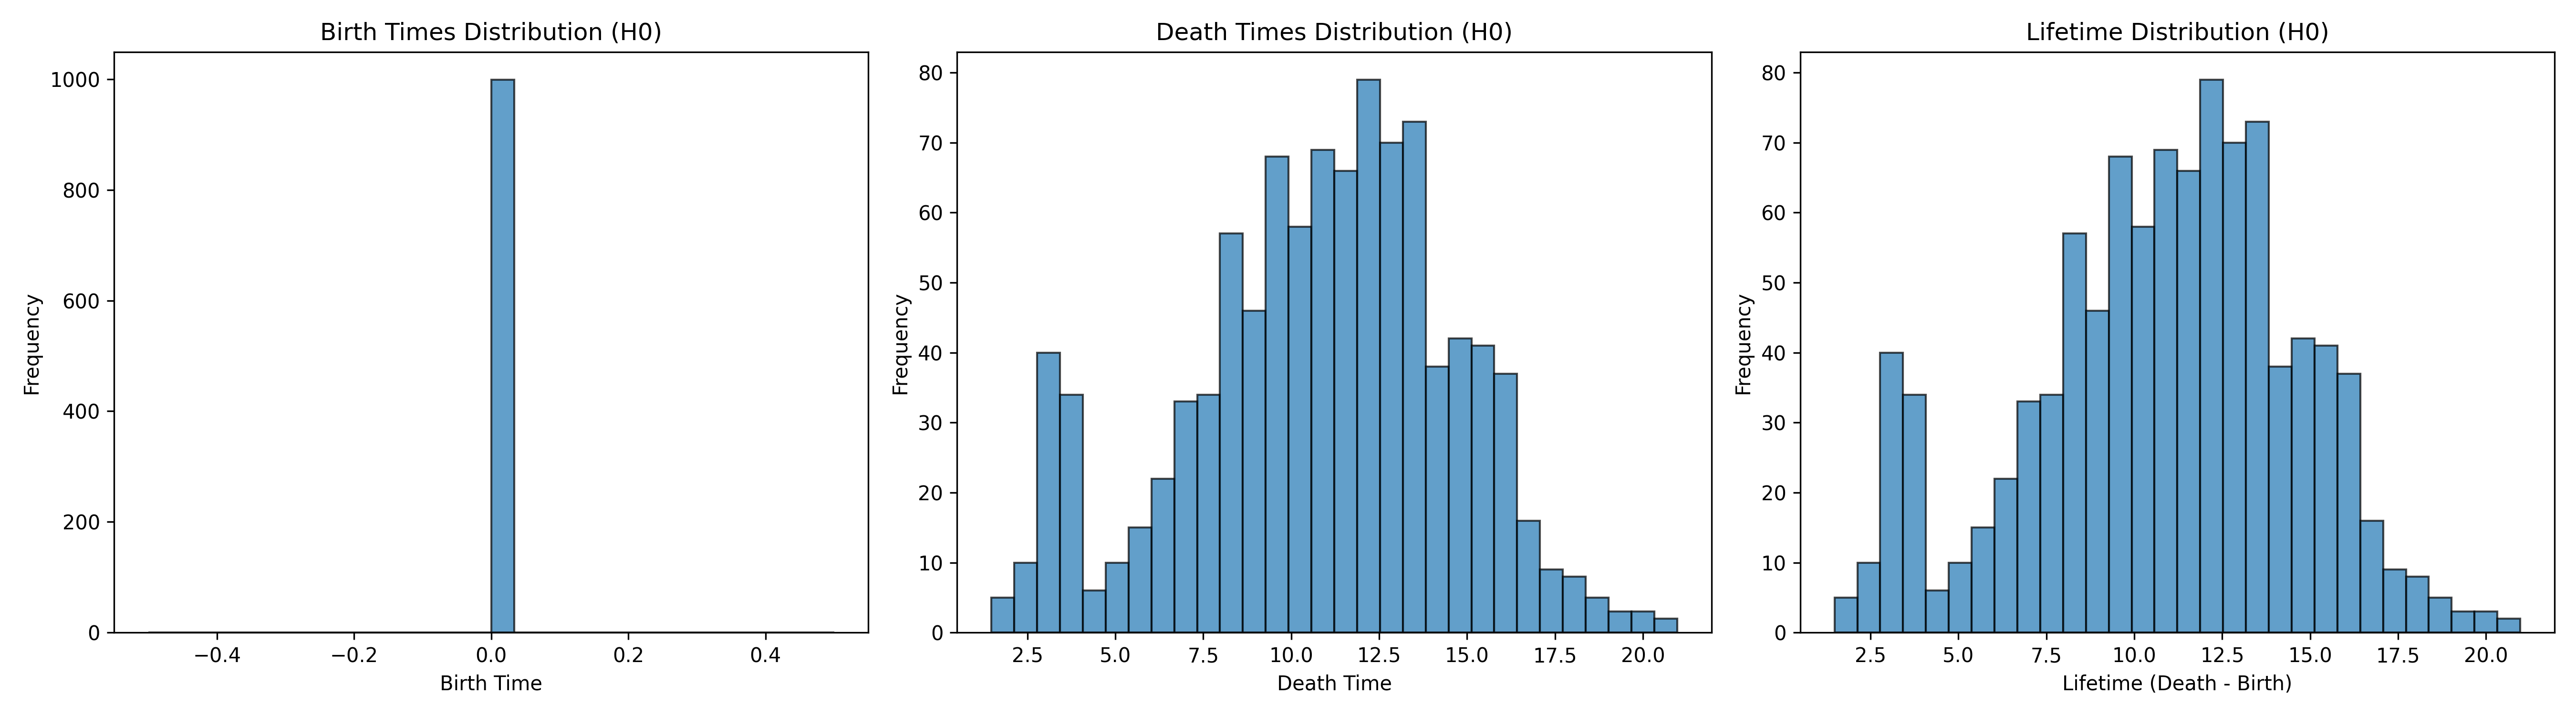 Birth Times Distribution (H0)
1000
800
600
400
200
0
Frequency
−0.4 −0.2 0.0 0.2 0.4
Birth Time
Death Times Distribution (H0)
80
70
60
50
40
30
20
10
0
Frequency
2.5 5.0 7.5 10.0 12.5 15.0 17.5 20.0
Death Time
Lifetime Distribution (H0)
80
70
60
50
40
30
20
10
0
Frequency
2.5 5.0 7.5 10.0 12.5 15.0 17.5 20.0
Lifetime (Death - Birth)